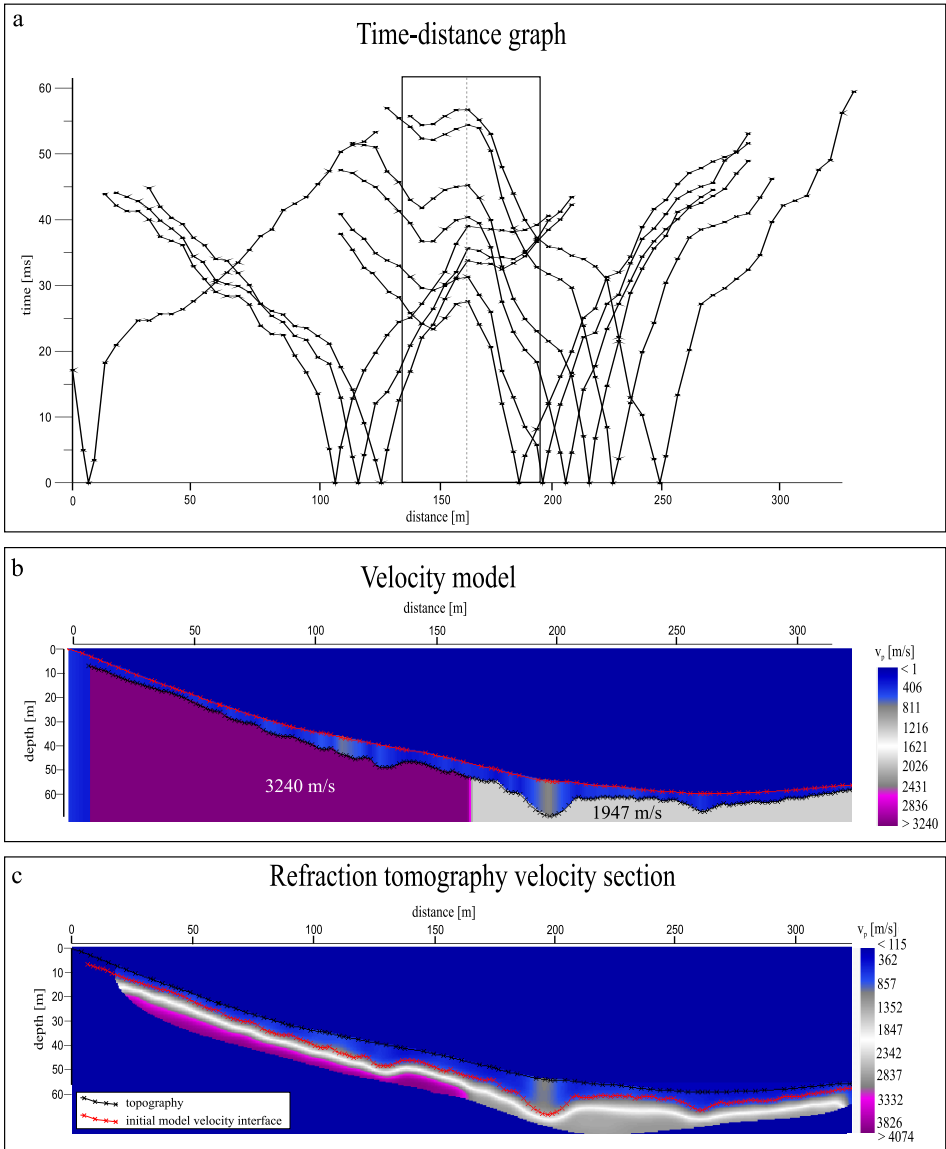 a
Time-distance graph
60
50
40
30
20
10
0
time [ms]
0 50 100 150 200 250 300
distance [m]
b
Velocity model
distance [m]
0 50 100 150 200 250 300
0
10
20
30
40
50
60
depth [m]
3240 m/s
1947 m/s
vp [m/s]
< 1
406
811
1216
1621
2026
2431
2836
> 3240
c
Refraction tomography velocity section
distance [m]
0 50 100 150 200 250 300
0
10
20
30
40
50
60
depth [m]
topography
initial model velocity interface
vp [m/s]
< 115
362
857
1352
1847
2342
2837
3332
3826
> 4074